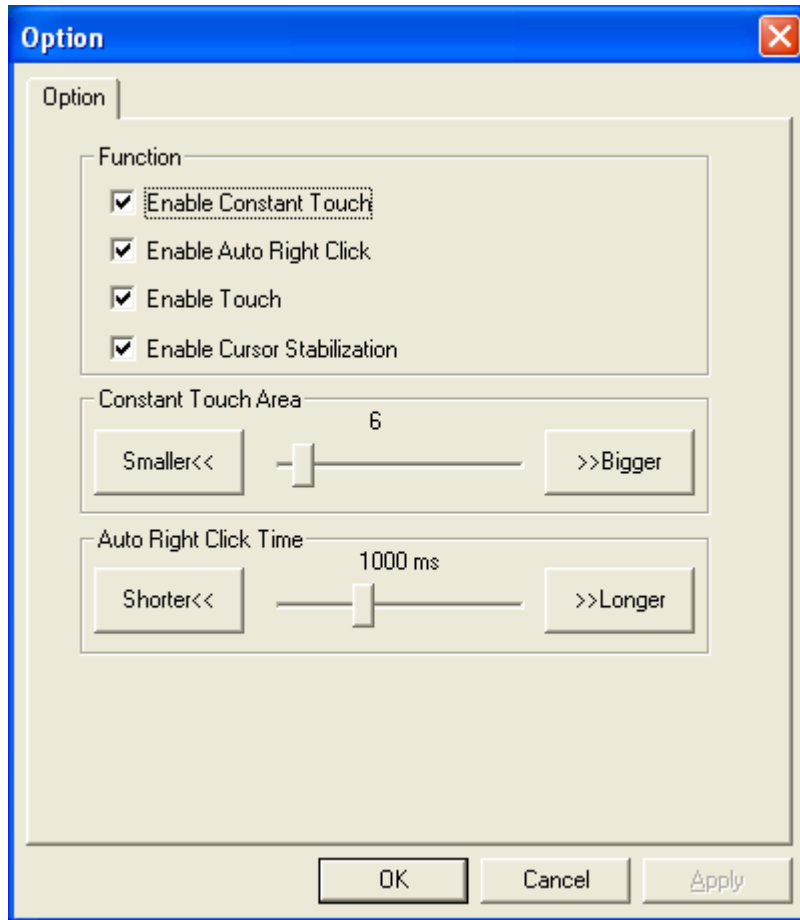 Option
Option
Function
Enable Constant Touch
Enable Auto Right Click
Enable Touch
Enable Cursor Stabilization
Constant Touch Area
6
Smaller<<
>>Bigger
Auto Right Click Time
1000 ms
Shorter<<
>>Longer
OK
Cancel
Apply